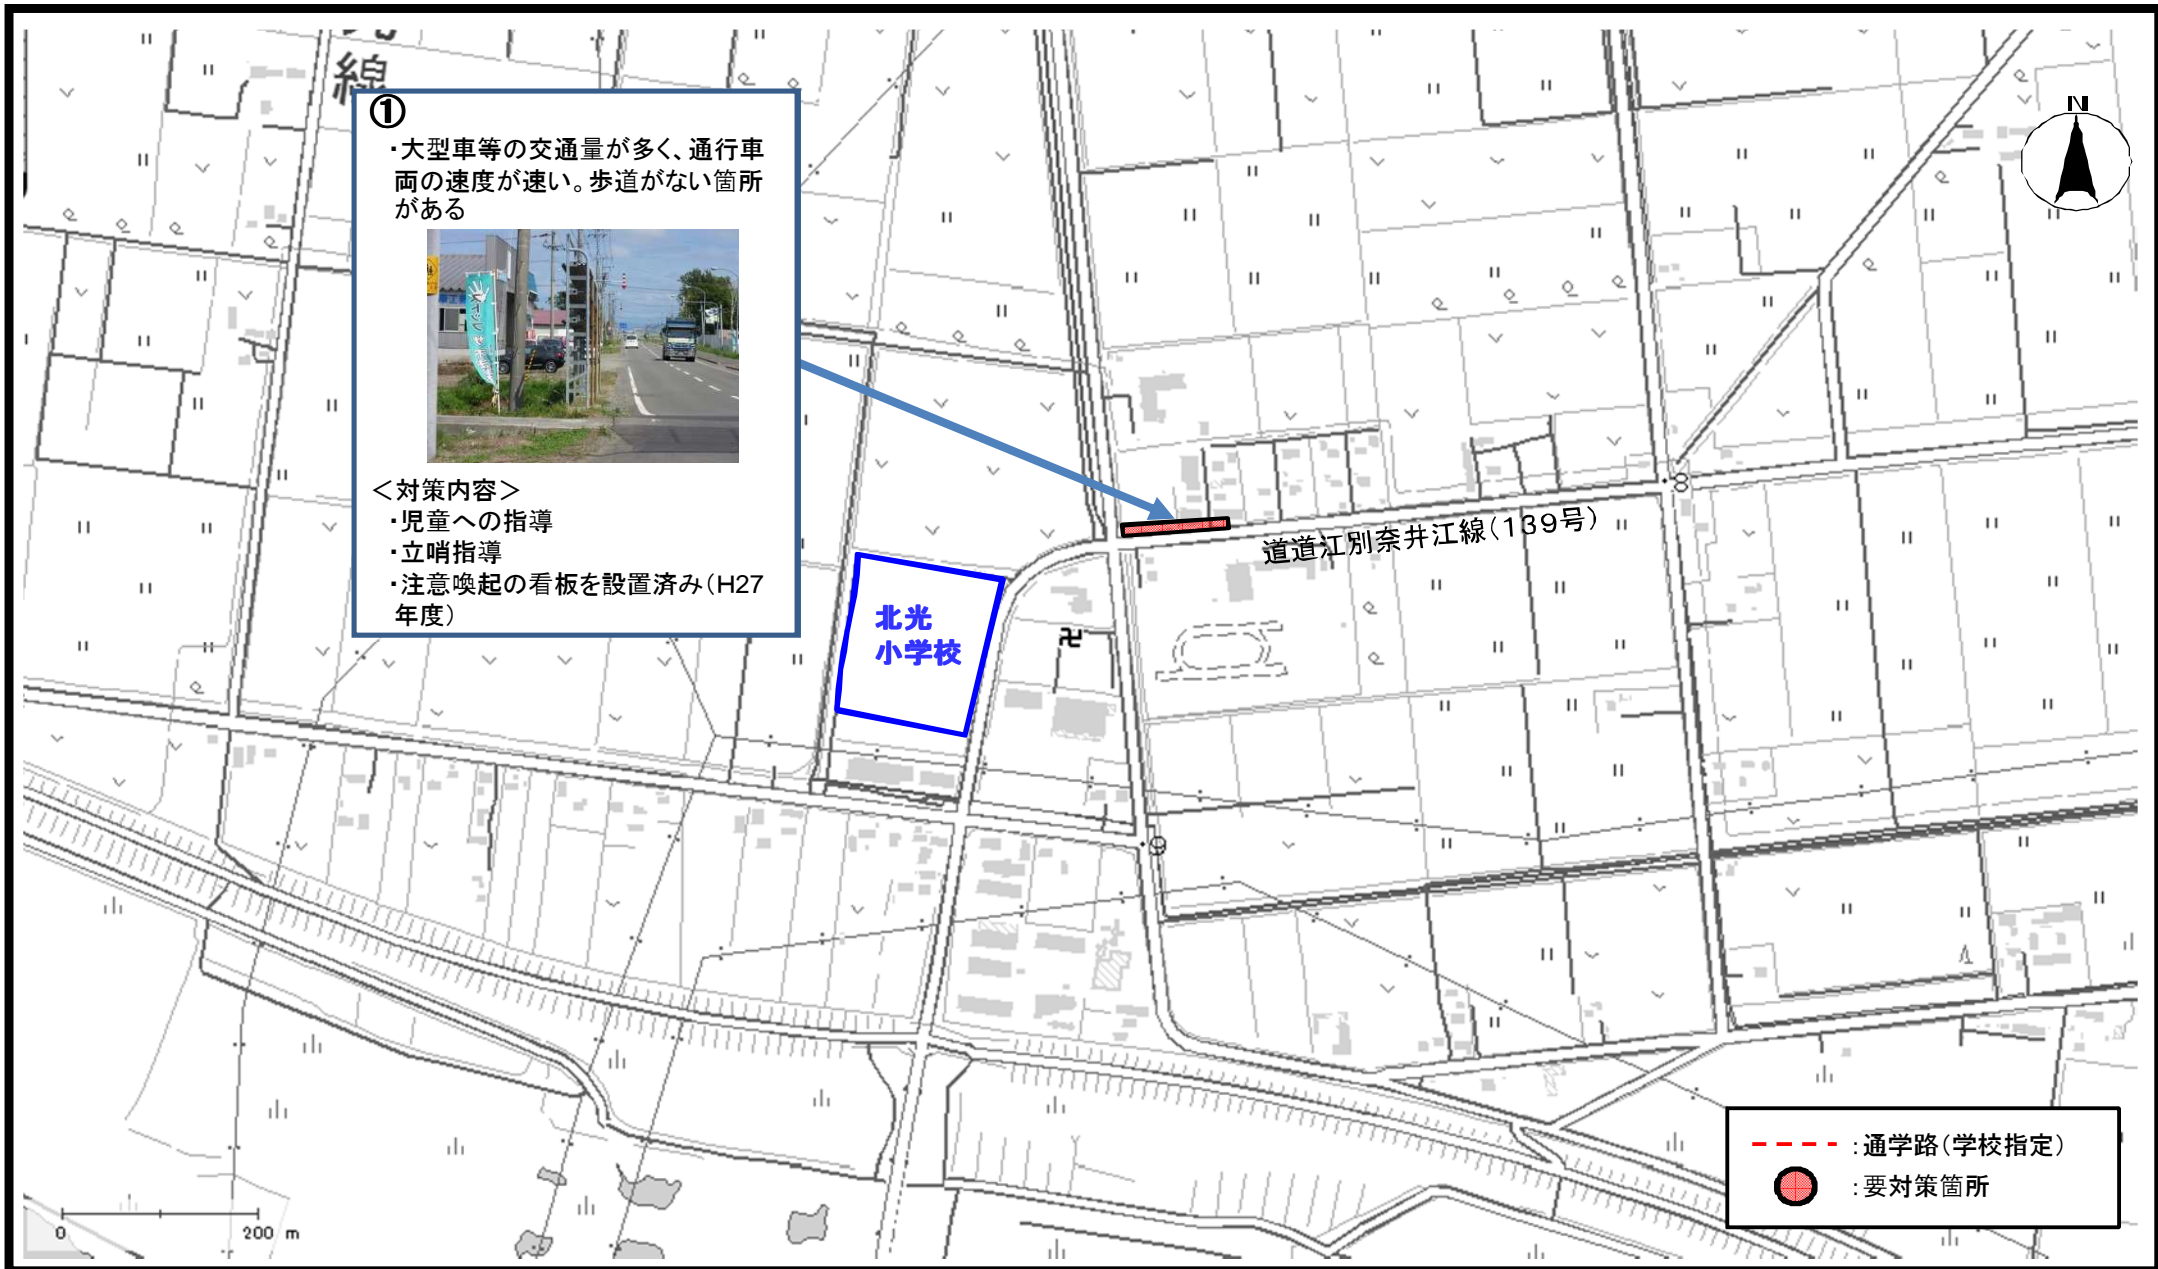 線
①
・大型車等の交通量が多く、通行車
両の速度が速い。歩道がない箇所
がある
＜対策内容＞
・児童への指導
・立哨指導
・注意喚起の看板を設置済み（H27
年度）
N
8
道道江別奈井江線（139号）
北光
小学校
卍
9
：通学路（学校指定）
：要対策箇所
0 200 m